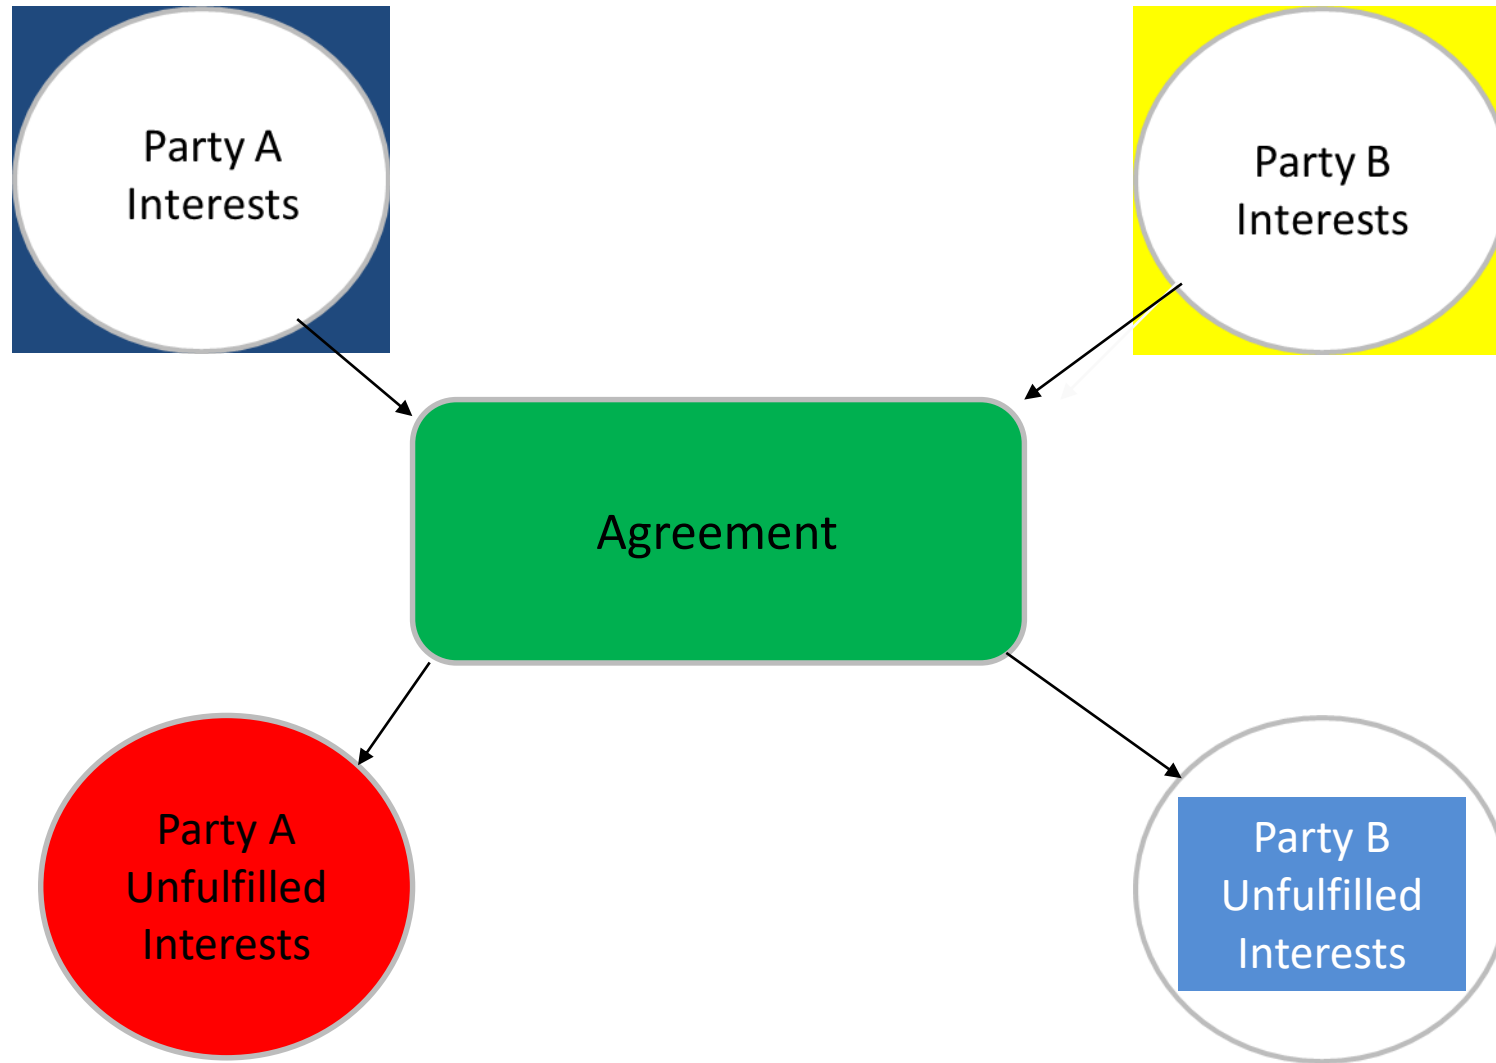 Party A
Interests
Party B
Interests
Agreement
Party A
Unfulfilled
Interests
Party B
Unfulfilled
Interests